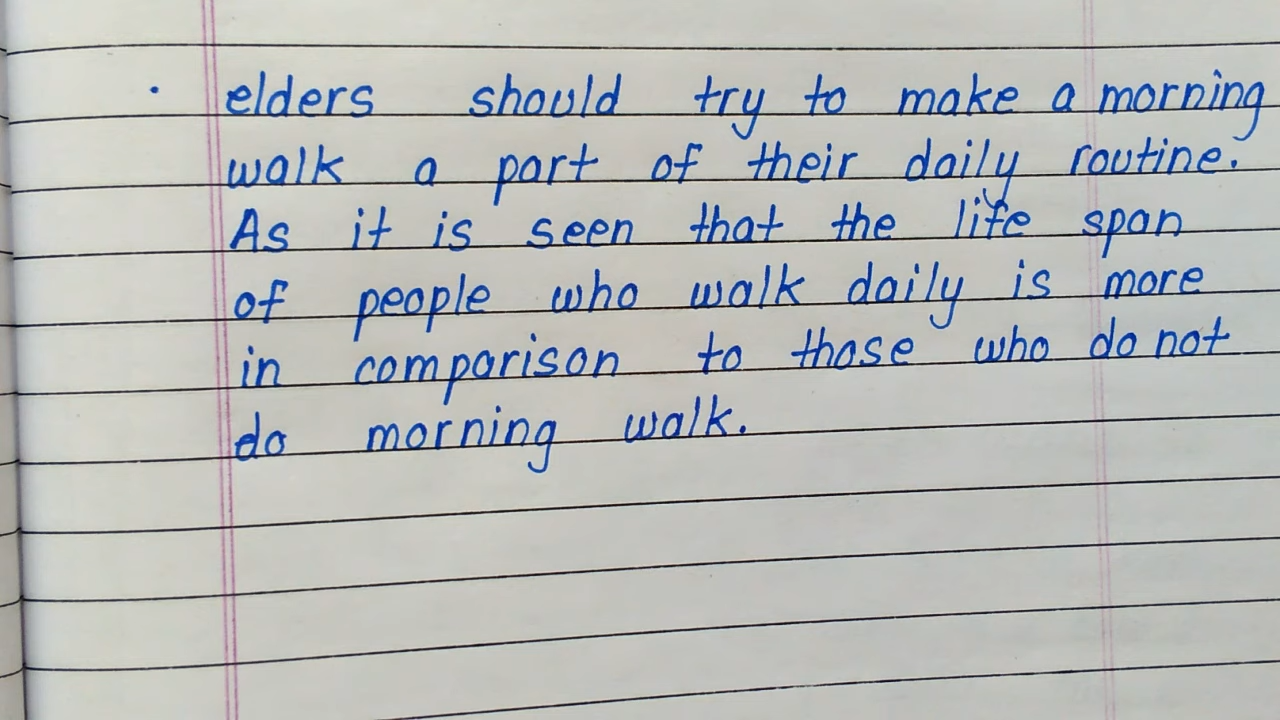 . elders should try to make a morning
walk a part of their daily routine.
As it is seen that the life span
of people who walk daily is more
in comparison to those who do not
do morning walk.